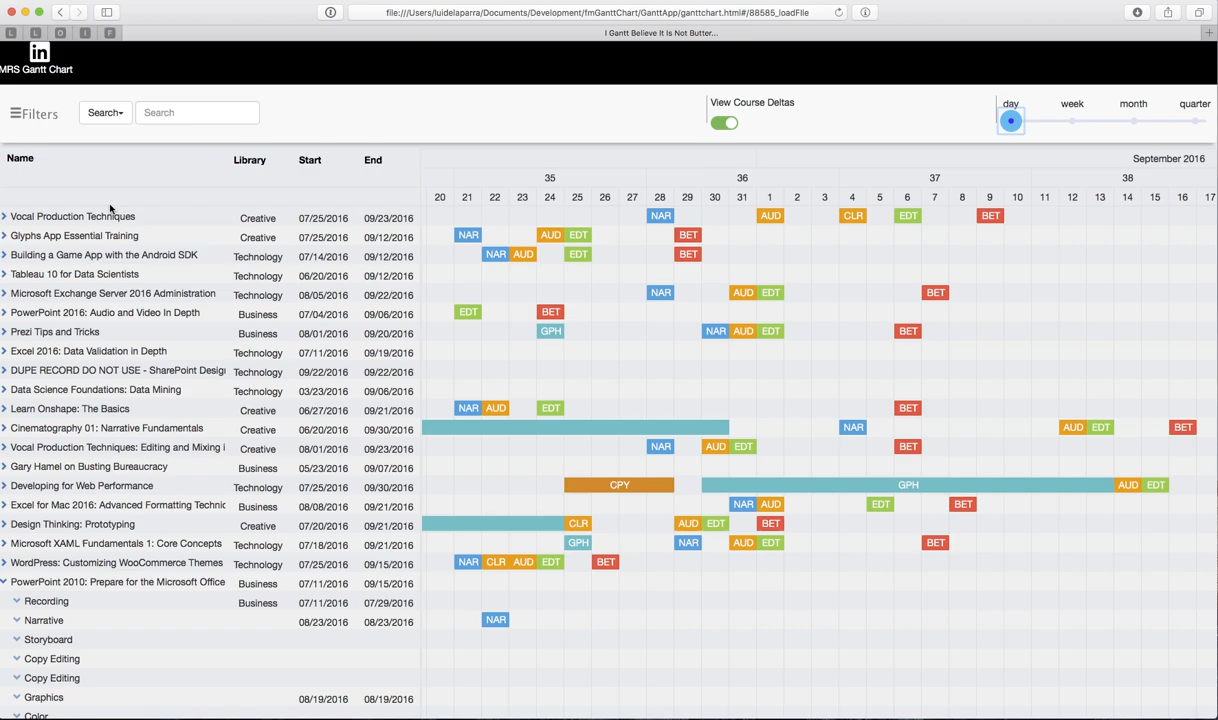 file:///Users/luidelaparra/Documents/Development/fmGanttChart/GanttApp/ganttchart.html#/88585_loadFIle
L L O I F I Gantt Believe It Is Not Butter...
in
MRS Gantt Chart
Filters Search Search View Course Deltas day week month quarter
Name Library Start End September 2016
35 36 37 38
20 21 22 23 24 25 26 27 28 29 30 31 1 2 3 4 5 6 7 8 9 10 11 12 13 14 15 16 17
Vocal Production Techniques Creative 07/25/2016 09/23/2016 NAR AUD CLR EDT BET
Glyphs App Essential Training Creative 07/25/2016 09/12/2016 NAR AUD EDT BET
Building a Game App with the Android SDK Technology 07/14/2016 09/12/2016 NAR AUD EDT BET
Tableau 10 for Data Scientists Technology 06/20/2016 09/12/2016
Microsoft Exchange Server 2016 Administration Technology 08/05/2016 09/22/2016 NAR AUD EDT BET
PowerPoint 2016: Audio and Video In Depth Business 07/04/2016 09/06/2016 EDT BET
Prezi Tips and Tricks Business 08/01/2016 09/20/2016 GPH NAR AUD EDT BET
Excel 2016: Data Validation in Depth Technology 07/11/2016 09/19/2016
DUPE RECORD DO NOT USE - SharePoint Desig Technology 09/22/2016 09/22/2016
Data Science Foundations: Data Mining Technology 03/23/2016 09/06/2016
Learn Onshape: The Basics Creative 06/27/2016 09/21/2016 NAR AUD EDT BET
Cinematography 01: Narrative Fundamentals Creative 06/20/2016 09/30/2016 NAR AUD EDT BET
Vocal Production Techniques: Editing and Mixing i Creative 08/01/2016 09/23/2016 NAR AUD EDT BET
Gary Hamel on Busting Bureaucracy Business 05/23/2016 09/07/2016
Developing for Web Performance Technology 07/25/2016 09/30/2016 CPY GPH AUD EDT
Excel for Mac 2016: Advanced Formatting Technic Business 08/08/2016 09/21/2016 NAR AUD EDT BET
Design Thinking: Prototyping Creative 07/20/2016 09/21/2016 CLR AUD EDT BET
Microsoft XAML Fundamentals 1: Core Concepts Technology 07/18/2016 09/21/2016 GPH NAR AUD EDT BET
WordPress: Customizing WooCommerce Themes Technology 07/25/2016 09/15/2016 NAR CLR AUD EDT BET
PowerPoint 2010: Prepare for the Microsoft Office Business 07/11/2016 09/15/2016
Recording Business 07/11/2016 07/29/2016
Narrative 08/23/2016 08/23/2016 NAR
Storyboard
Copy Editing
Copy Editing
Graphics 08/19/2016 08/19/2016
Color